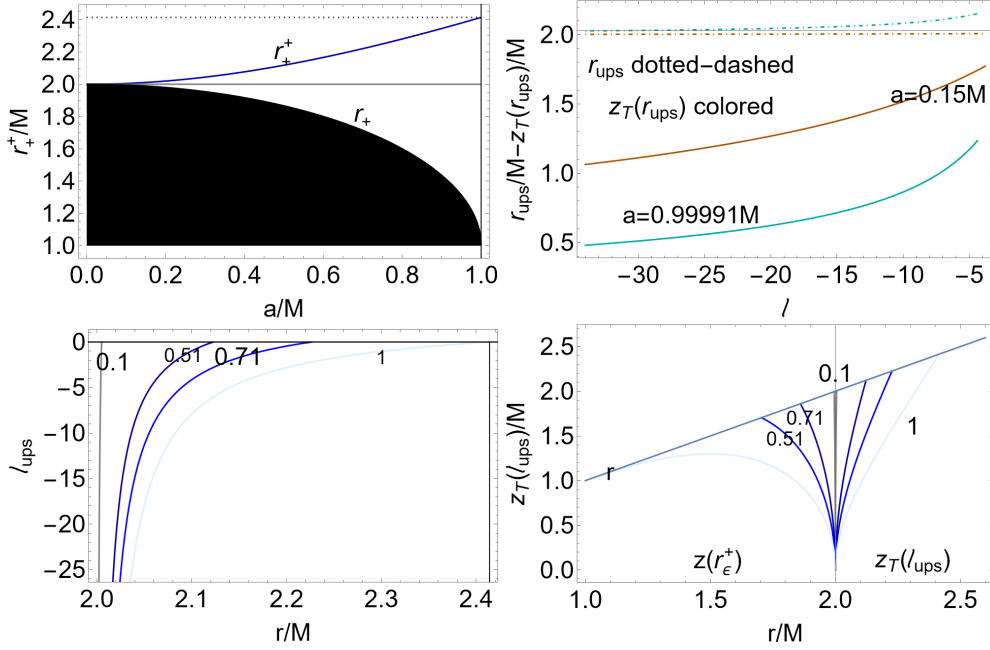 2.4
2.2
2.0
1.8
1.6
1.4
1.2
1.0
r₊⁺/M
r₊⁺
r₊
0.0 0.2 0.4 0.6 0.8 1.0
a/M
2.0
1.5
1.0
0.5
r_ups/M−z_T(r_ups)/M
r_ups dotted−dashed
z_T(r_ups) colored
a=0.15M
a=0.99991M
−30 −25 −20 −15 −10 −5
ℓ
0
−5
−10
−15
−20
−25
ℓ_ups
0.1
0.51
0.71
1
2.0 2.1 2.2 2.3 2.4
r/M
2.5
2.0
1.5
1.0
0.5
0.0
z_T(ℓ_ups)/M
0.1
0.71
0.51
1
r
z(r_ϵ⁺)
z_T(ℓ_ups)
1.0 1.5 2.0 2.5
r/M